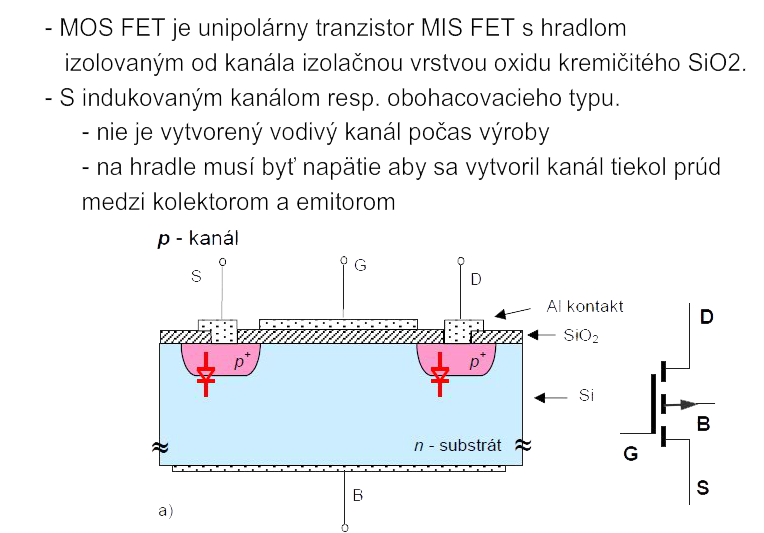 - MOS FET je unipolárny tranzistor MIS FET s hradlom
izolovaným od kanála izolačnou vrstvou oxidu kremičitého SiO2.
- S indukovaným kanálom resp. obohacovacieho typu.
- nie je vytvorený vodivý kanál počas výroby
- na hradle musí byť napätie aby sa vytvoril kanál tiekol prúd
medzi kolektorom a emitorom
p - kanál
S
G
D
Al kontakt
SiO₂
p⁺
p⁺
Si
n - substrát
B
a)
D
B
G
S